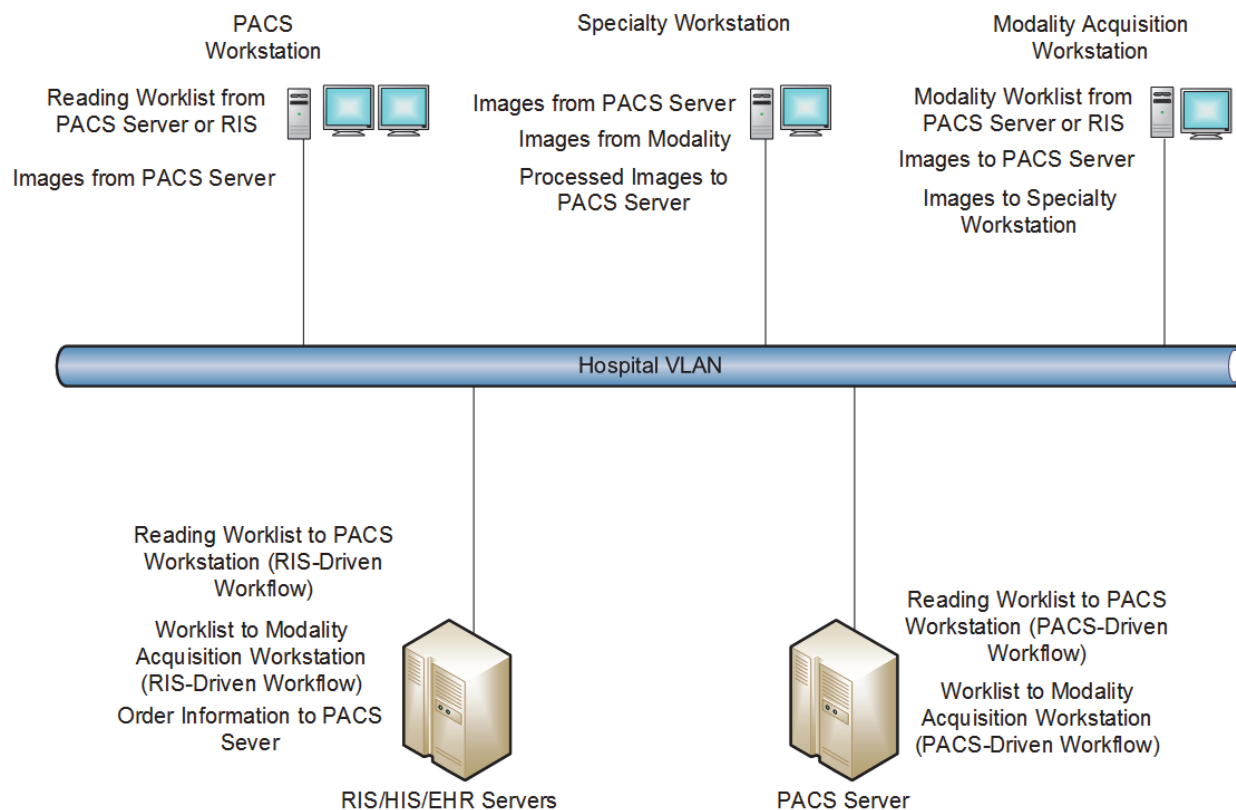 PACS
Workstation
Reading Worklist from
PACS Server or RIS
Images from PACS Server
Specialty Workstation
Images from PACS Server
Images from Modality
Processed Images to
PACS Server
Modality Acquisition
Workstation
Modality Worklist from
PACS Server or RIS
Images to PACS Server
Images to Specialty
Workstation
Hospital VLAN
Reading Worklist to PACS
Workstation (RIS-Driven
Workflow)
Worklist to Modality
Acquisition Workstation
(RIS-Driven Workflow)
Order Information to PACS
Sever
RIS/HIS/EHR Servers
Reading Worklist to PACS
Workstation (PACS-Driven
Workflow)
Worklist to Modality
Acquisition Workstation
(PACS-Driven Workflow)
PACS Server